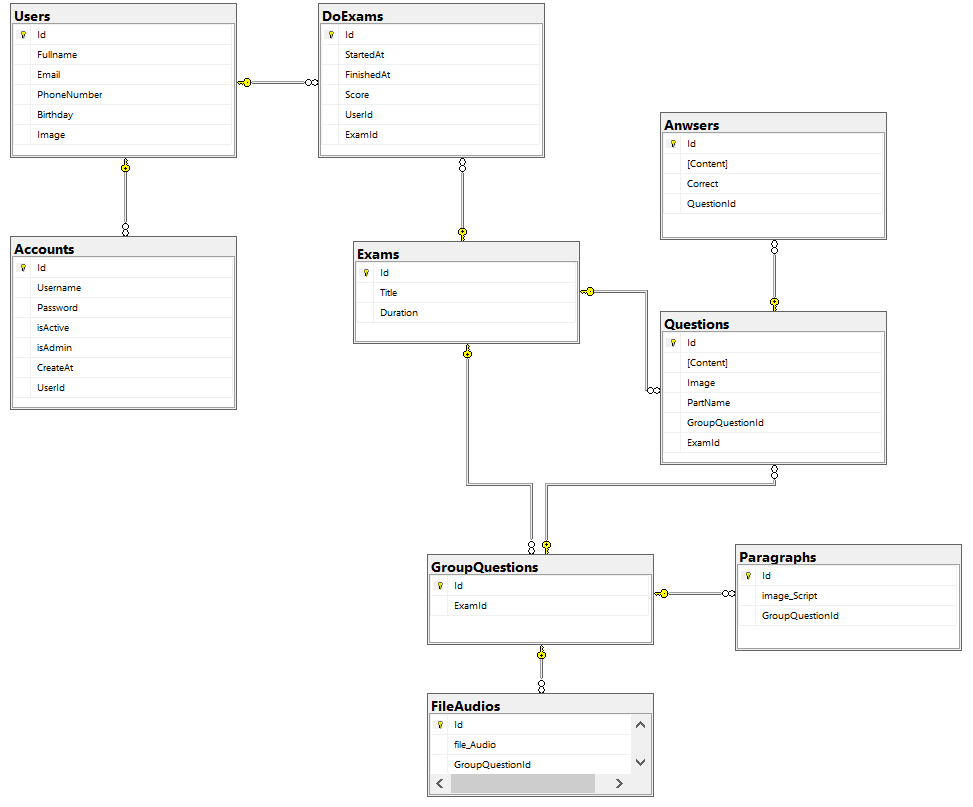 Users
Id
Fullname
Email
PhoneNumber
Birthday
Image
DoExams
Id
StartedAt
FinishedAt
Score
UserId
ExamId
Anwsers
Id
[Content]
Correct
QuestionId
Accounts
Id
Username
Password
isActive
isAdmin
CreateAt
UserId
Exams
Id
Title
Duration
Questions
Id
[Content]
Image
PartName
GroupQuestionId
ExamId
GroupQuestions
Id
ExamId
Paragraphs
Id
image_Script
GroupQuestionId
FileAudios
Id
file_Audio
GroupQuestionId